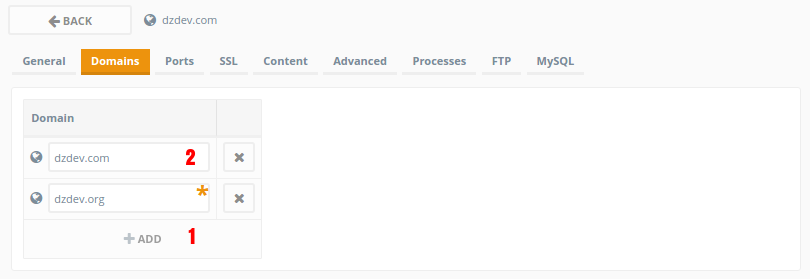 BACK dzdev.com
General Domains Ports SSL Content Advanced Processes FTP MySQL
Domain
dzdev.com 2
dzdev.org *
ADD 1